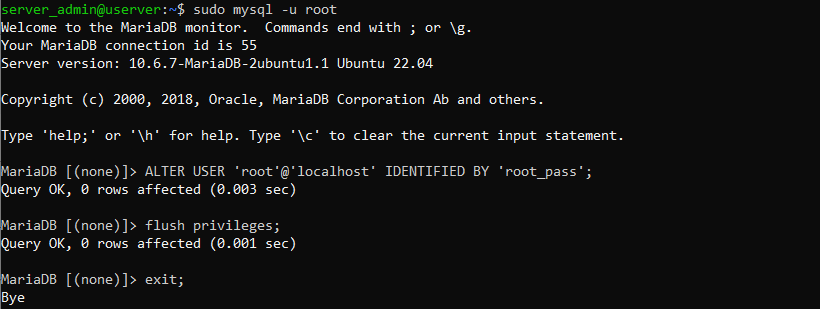 server_admin@userver:~$ sudo mysql -u root
Welcome to the MariaDB monitor.  Commands end with ; or \g.
Your MariaDB connection id is 55
Server version: 10.6.7-MariaDB-2ubuntu1.1 Ubuntu 22.04
Copyright (c) 2000, 2018, Oracle, MariaDB Corporation Ab and others.
Type 'help;' or '\h' for help. Type '\c' to clear the current input statement.
MariaDB [(none)]> ALTER USER 'root'@'localhost' IDENTIFIED BY 'root_pass';
Query OK, 0 rows affected (0.003 sec)
MariaDB [(none)]> flush privileges;
Query OK, 0 rows affected (0.001 sec)
MariaDB [(none)]> exit;
Bye